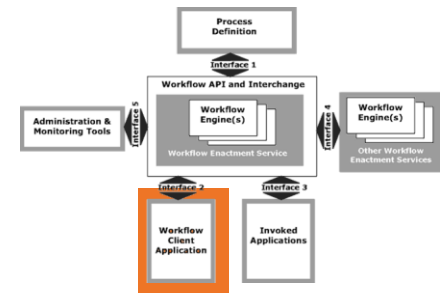 Process
Definition
Interface 1
Workflow API and Interchange
Workflow
Engine(s)
Workflow Enactment Service
Administration &
Monitoring Tools
Interface 5
Interface 4
Workflow
Engine(s)
Other Workflow
Enactment Services
Interface 2
Interface 3
Workflow
Client
Application
Invoked
Applications